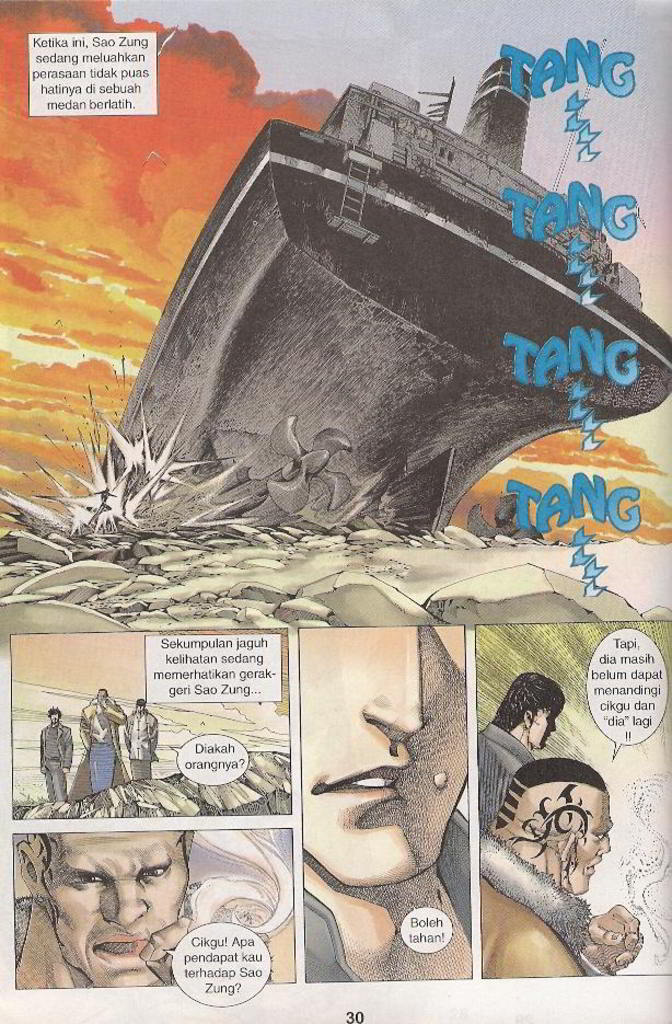 Ketika ini, Sao Zung
sedang meluahkan
perasaan tidak puas
hatinya di sebuah
medan berlatih.
TANG
TANG
TANG
TANG
Sekumpulan jaguh
kelihatan sedang
memerhatikan gerak-
geri Sao Zung...
Diakah
orangnya?
Cikgu! Apa
pendapat kau
terhadap Sao
Zung?
Boleh
tahan!
Tapi,
dia masih
belum dapat
menandingi
cikgu dan
"dia" lagi
!!
30